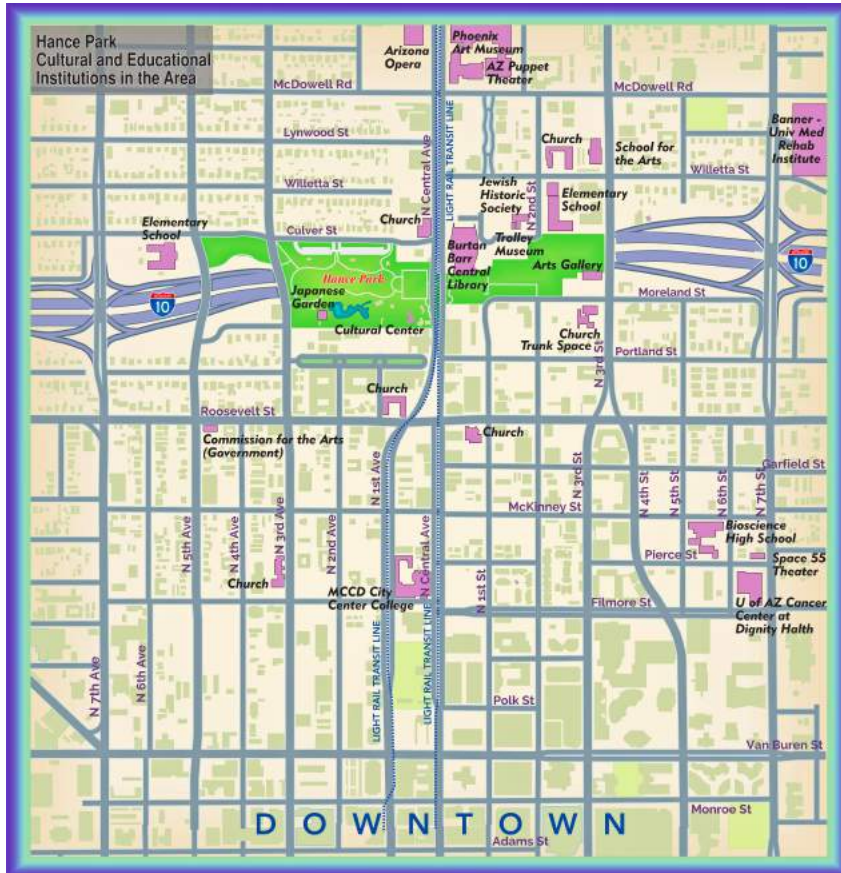 Hance Park
Cultural and Educational
Institutions in the Area
Arizona
Opera
Phoenix
Art Museum
AZ Puppet
Theater
McDowell Rd
McDowell Rd
Banner -
Univ Med
Rehab
Institute
Lynwood St
Church
School for
the Arts
Willetta St
Willetta St
N Central Ave
LIGHT RAIL TRANSIT LINE
Jewish
Historic
Society
N 2nd St
Elementary
School
Elementary
School
Culver St
Church
Burton
Barr
Central
Library
Trolley
Museum
Arts Gallery
10
Hance Park
Japanese
Garden
Cultural Center
10
Moreland St
Church
Trunk Space
Portland St
N 3rd St
Church
Roosevelt St
Commission for the Arts
(Government)
Church
N 1st Ave
N 3rd St
N 4th St
N 5th St
N 6th St
N 7th St
Garfield St
McKinney St
N 5th Ave
N 4th Ave
N 3rd Ave
N 2nd Ave
N Central Ave
Bioscience
High School
Pierce St
Space 55
Theater
Church
MCCD City
Center College
N 1st St
Filmore St
U of AZ Cancer
Center at
Dignity Halth
N 7th Ave
N 6th Ave
LIGHT RAIL TRANSIT LINE
LIGHT RAIL TRANSIT LINE
Polk St
Van Buren St
Monroe St
DOWNTOWN
Adams St